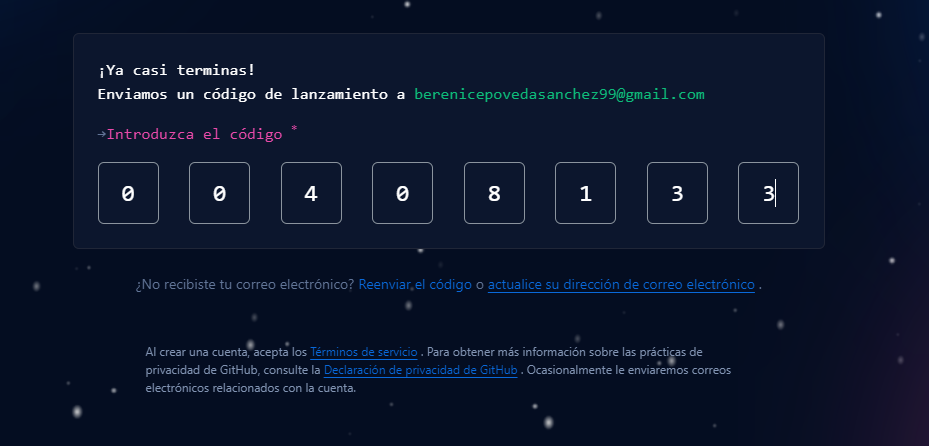 ¡Ya casi terminas!
Enviamos un código de lanzamiento a berenicepovedasanchez99@gmail.com
→Introduzca el código *
0 0 4 0 8 1 3 3
¿No recibiste tu correo electrónico? Reenviar el código o actualice su dirección de correo electrónico .
Al crear una cuenta, acepta los Términos de servicio . Para obtener más información sobre las prácticas de
privacidad de GitHub, consulte la Declaración de privacidad de GitHub . Ocasionalmente le enviaremos correos
electrónicos relacionados con la cuenta.